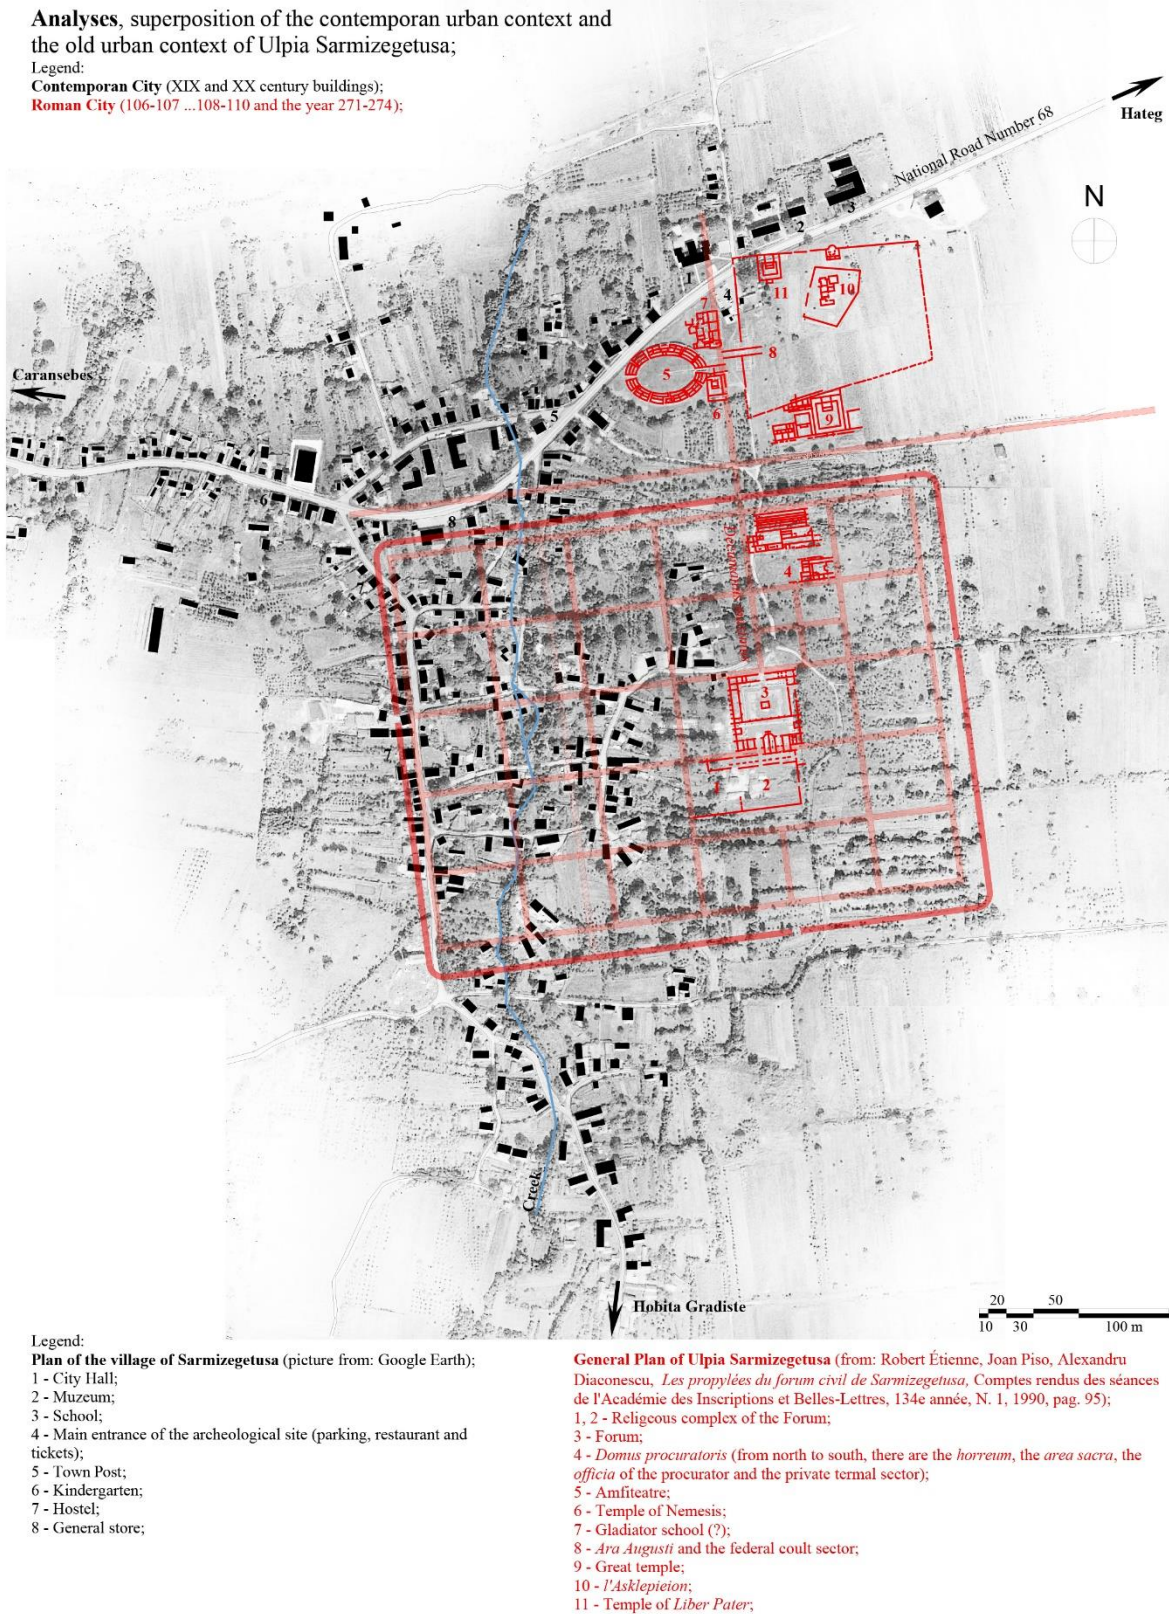 Analyses, superposition of the contemporan urban context and
the old urban context of Ulpia Sarmizegetusa;
Legend:
Contemporan City (XIX and XX century buildings);
Roman City (106-107 ...108-110 and the year 271-274);
Hateg
National Road Number 68
N
3
2
1
11
10
4
7
8
5
Caransebes
6
9
5
6
8
4
3
1
2
Creek
Hobita Gradiste
20 50
10 30 100 m
Legend:
Plan of the village of Sarmizegetusa (picture from: Google Earth);
1 - City Hall;
2 - Muzeum;
3 - School;
4 - Main entrance of the archeological site (parking, restaurant and
tickets);
5 - Town Post;
6 - Kindergarten;
7 - Hostel;
8 - General store;
General Plan of Ulpia Sarmizegetusa (from: Robert Étienne, Joan Piso, Alexandru
Diaconescu, Les propylées du forum civil de Sarmizegetusa, Comptes rendus des séances
de l'Académie des Inscriptions et Belles-Lettres, 134e année, N. 1, 1990, pag. 95);
1, 2 - Religeous complex of the Forum;
3 - Forum;
4 - Domus procuratoris (from north to south, there are the horreum, the area sacra, the
officia of the procurator and the private termal sector);
5 - Amfiteatre;
6 - Temple of Nemesis;
7 - Gladiator school (?);
8 - Ara Augusti and the federal coult sector;
9 - Great temple;
10 - l'Asklepieion;
11 - Temple of Liber Pater;